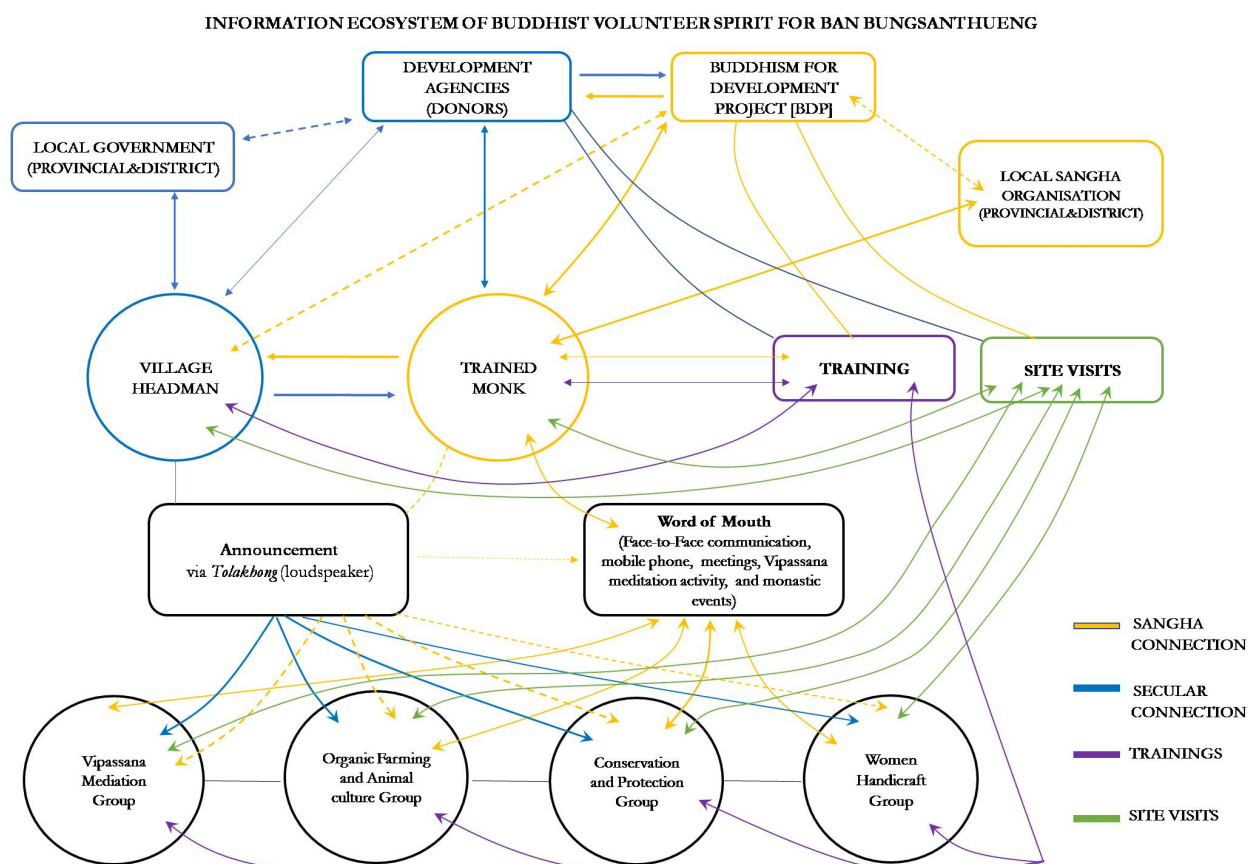 INFORMATION ECOSYSTEM OF BUDDHIST VOLUNTEER SPIRIT FOR BAN BUNGSANTHUENG
DEVELOPMENT
AGENCIES
(DONORS)
BUDDHISM FOR
DEVELOPMENT
PROJECT [BDP]
LOCAL GOVERNMENT
(PROVINCIAL&DISTRICT)
LOCAL SANGHA
ORGANISATION
(PROVINCIAL&DISTRICT)
VILLAGE
HEADMAN
TRAINED
MONK
TRAINING
SITE VISITS
Announcement
via Tolakhong (loudspeaker)
Word of Mouth
(Face-to-Face communication,
mobile phone, meetings, Vipassana
meditation activity, and monastic
events)
SANGHA
CONNECTION
SECULAR
CONNECTION
TRAININGS
SITE VISITS
Vipassana
Mediation
Group
Organic Farming
and Animal
culture Group
Conservation
and Protection
Group
Women
Handicraft
Group